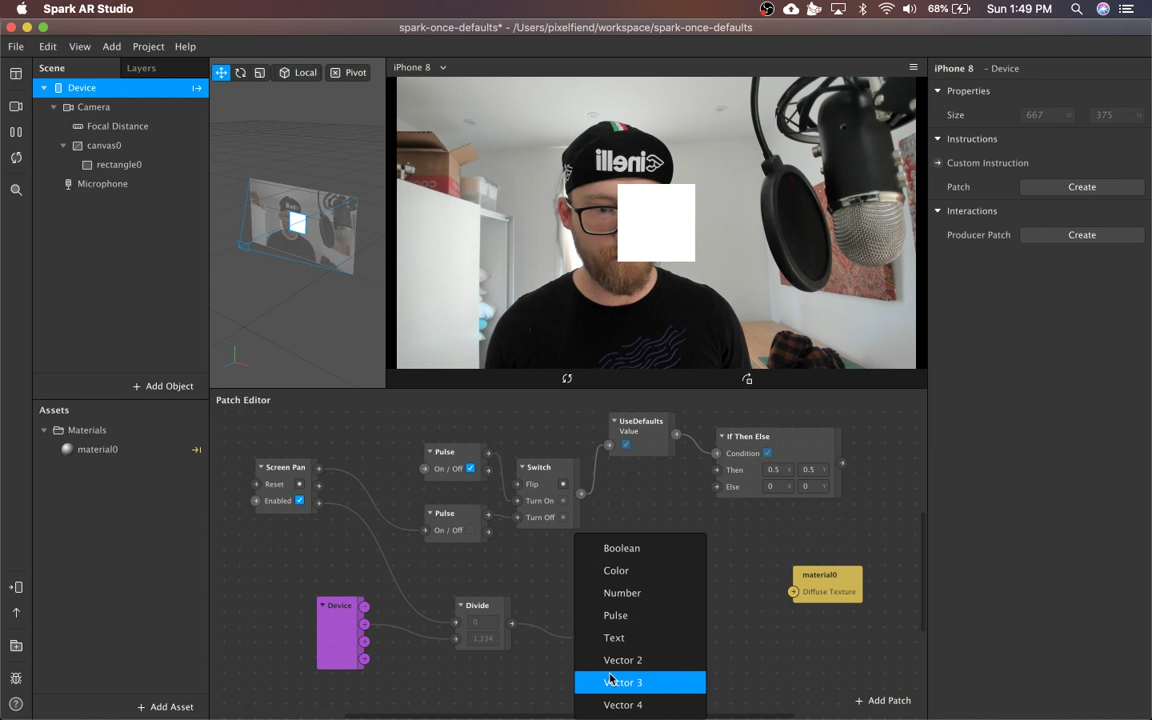 Spark AR Studio
68%
Sun 1:49 PM
spark-once-defaults* - /Users/pixelfiend/workspace/spark-once-defaults
File Edit View Add Project Help
Scene Layers
Device
Camera
Focal Distance
canvas0
rectangle0
Microphone
+ Add Object
Assets
Materials
material0
+ Add Asset
Local
Pivot
iPhone 8
cinelli
iPhone 8 – Device
Properties
Size 667 375
Instructions
Custom Instruction
Patch Create
Interactions
Producer Patch Create
Patch Editor
UseDefaults
Value
If Then Else
Condition
Then 0.5 0.5
Else 0 0
Pulse
On / Off
Switch
Flip
Turn On
Turn Off
Screen Pan
Reset
Enabled
Pulse
On / Off
Device
Divide
0
1,334
material0
Diffuse Texture
Boolean
Color
Number
Pulse
Text
Vector 2
Vector 3
Vector 4
+ Add Patch